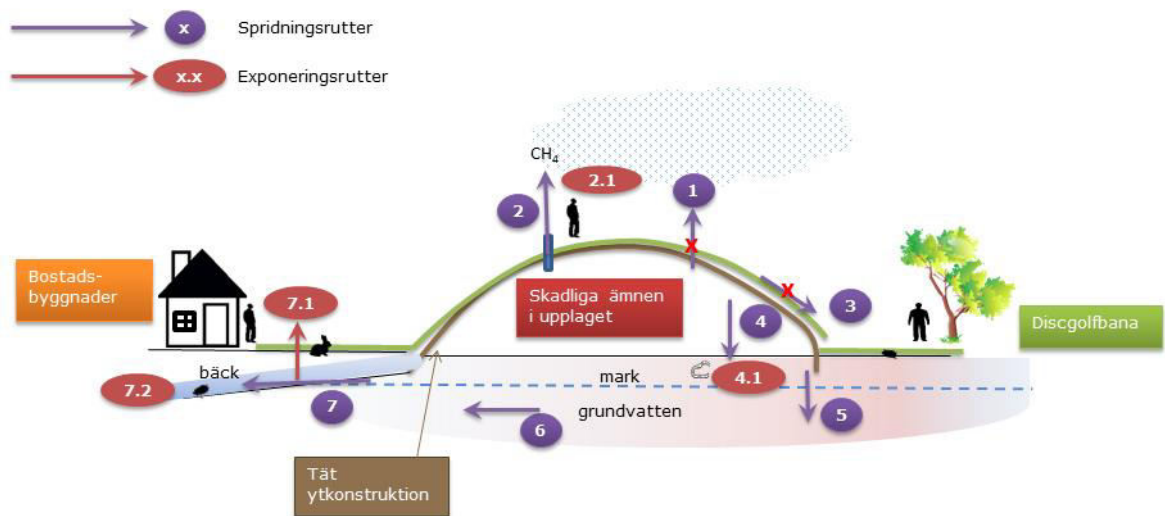 x Spridningsrutter
x.x Exponeringsrutter
CH₄
2.1
1
2
Bostads-
byggnader
7.1
Skadliga ämnen
i upplaget
x
x
3
4
Discgolfbana
bäck
mark
4.1
7.2
7
grundvatten
6
5
Tät
ytkonstruktion